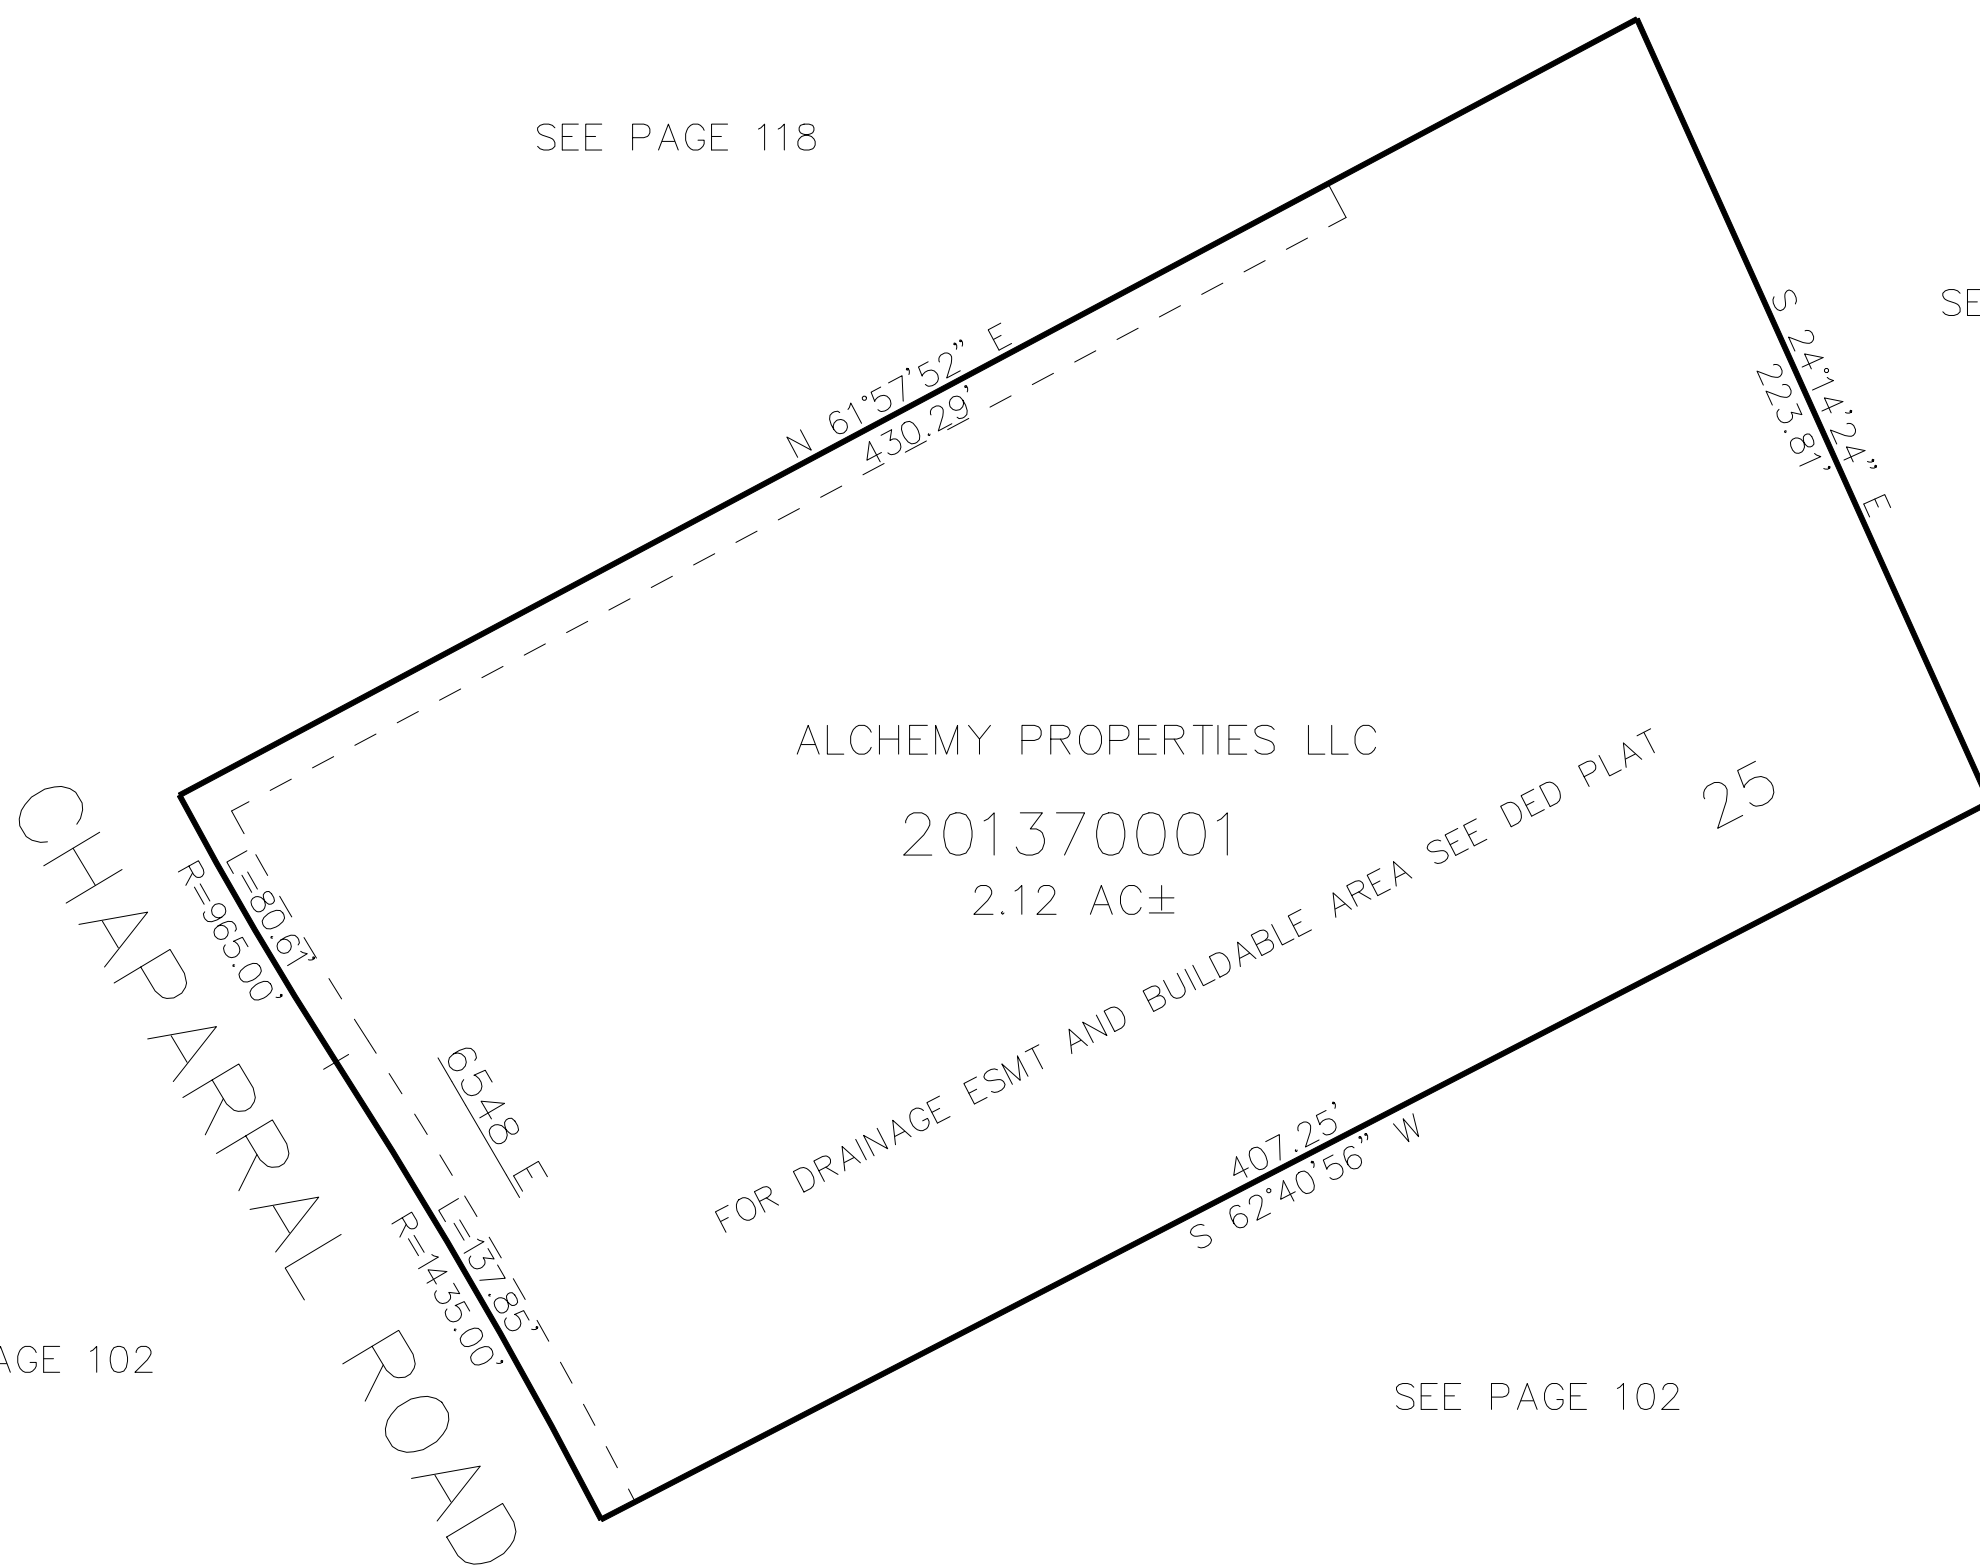 SEE PAGE 118
SE
N 61°57'52" E
430.29'
S 24°14'24" E
223.81'
ALCHEMY PROPERTIES LLC
201370001
2.12 AC±
25
FOR DRAINAGE ESMT AND BUILDABLE AREA SEE DED PLAT
CHAPARRAL ROAD
L=80.61'
R=965.00'
6548 E
L=137.85'
R=1435.00'
407.25'
S 62°40'56" W
AGE 102
SEE PAGE 102